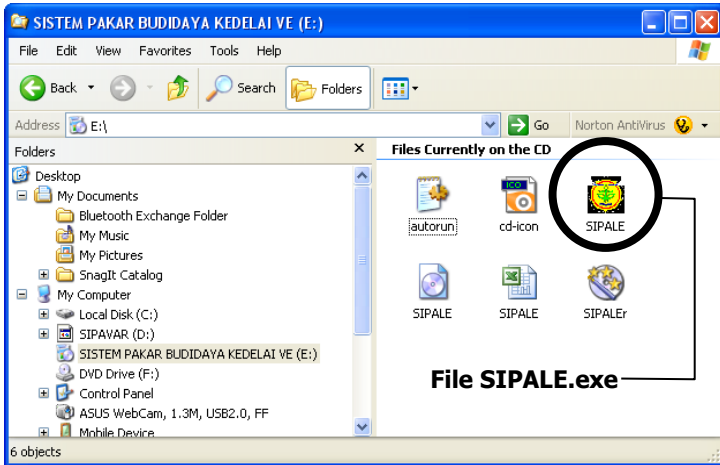 SISTEM PAKAR BUDIDAYA KEDELAI VE (E:)
File Edit View Favorites Tools Help
Back Search Folders
Address E:\ Go Norton AntiVirus
Folders x
Files Currently on the CD
Desktop
My Documents
Bluetooth Exchange Folder
My Music
My Pictures
SnagIt Catalog
My Computer
Local Disk (C:)
SIPAVAR (D:)
SISTEM PAKAR BUDIDAYA KEDELAI VE (E:)
DVD Drive (F:)
Control Panel
ASUS WebCam, 1.3M, USB2.0, FF
Mobile Device
ICO
autorun cd-icon SIPALE
SIPALE SIPALE SIPALEr
File SIPALE.exe
6 objects